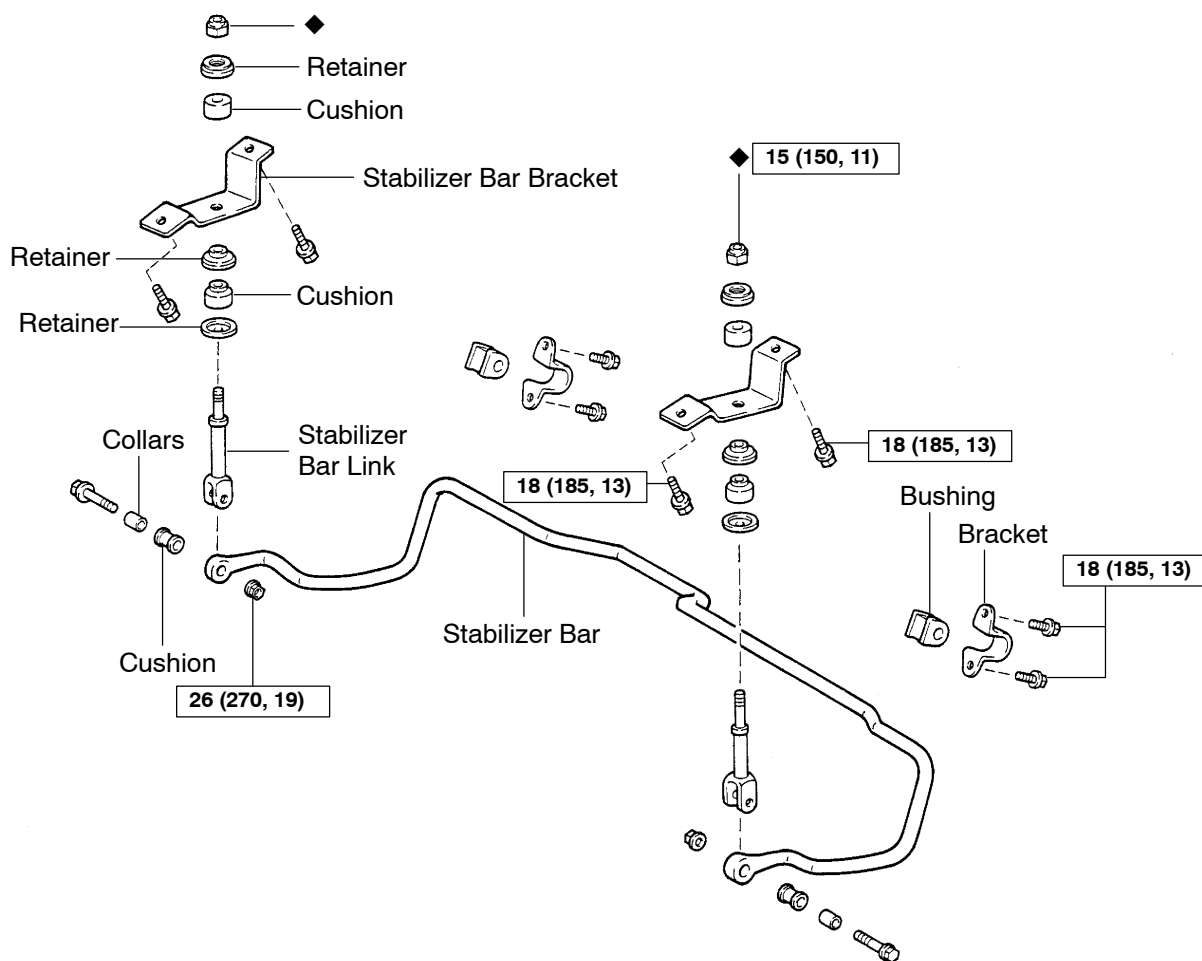 ◆
Retainer
Cushion
◆ 15 (150, 11)
Stabilizer Bar Bracket
Retainer
Cushion
Retainer
Collars
Stabilizer
Bar Link
18 (185, 13)
18 (185, 13)
Bushing
Bracket
18 (185, 13)
Stabilizer Bar
Cushion
26 (270, 19)